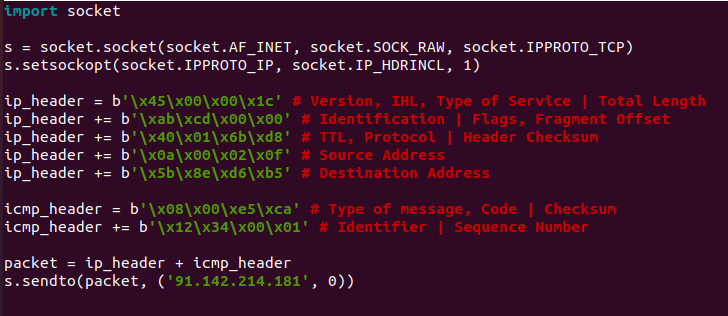 import socket
s = socket.socket(socket.AF_INET, socket.SOCK_RAW, socket.IPPROTO_TCP)
s.setsockopt(socket.IPPROTO_IP, socket.IP_HDRINCL, 1)
ip_header = b'\x45\x00\x00\x1c' # Version, IHL, Type of Service | Total Length
ip_header += b'\xab\xcd\x00\x00' # Identification | Flags, Fragment Offset
ip_header += b'\x40\x01\x6b\xd8' # TTL, Protocol | Header Checksum
ip_header += b'\x0a\x00\x02\x0f' # Source Address
ip_header += b'\x5b\x8e\xd6\xb5' # Destination Address
icmp_header = b'\x08\x00\xe5\xca' # Type of message, Code | Checksum
icmp_header += b'\x12\x34\x00\x01' # Identifier | Sequence Number
packet = ip_header + icmp_header
s.sendto(packet, ('91.142.214.181', 0))